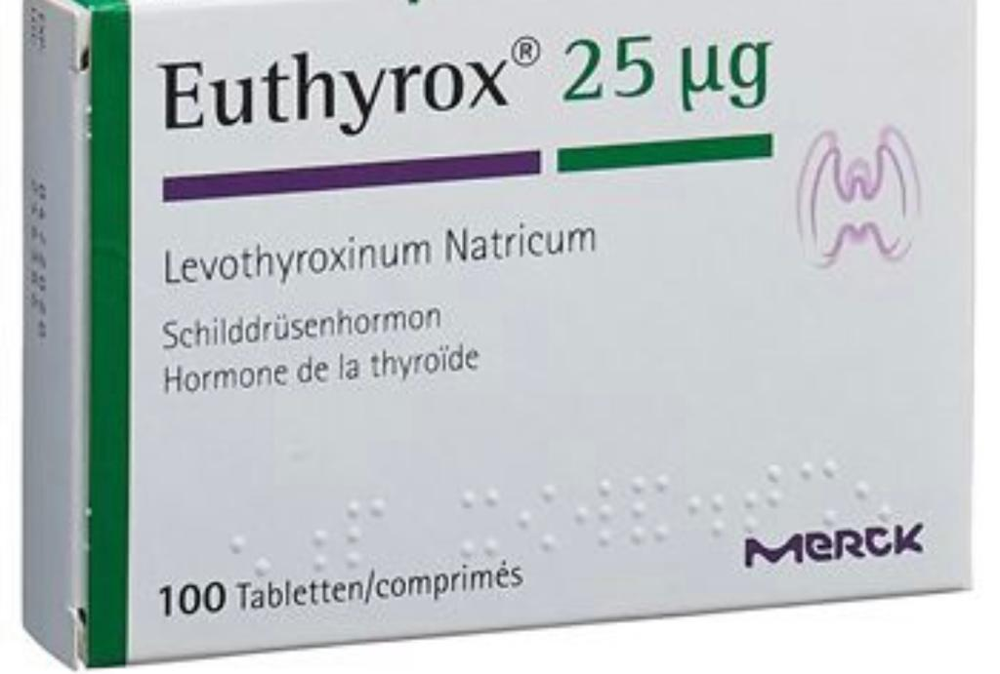 Euthyrox® 25 µg
Levothyroxinum Natricum
Schilddrüsenhormon
Hormone de la thyroïde
100 Tabletten/comprimés
MERCK